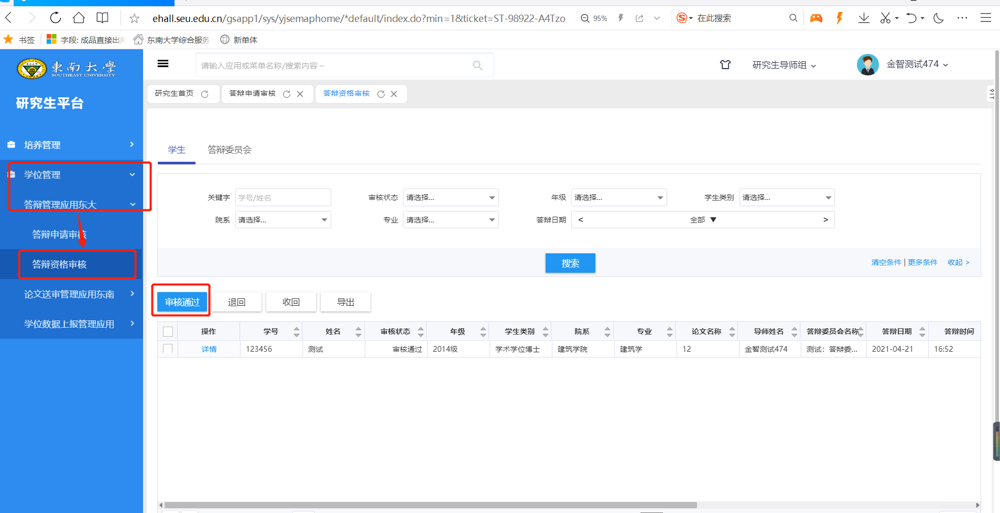 ehall.seu.edu.cn/gsapp1/sys/yjsemaphome/*default/index.do?min=1&ticket=ST-98922-A4Tzo
95%
在此搜索
书签
字段: 成品直接出
东南大学综合服务
新单体
東南大學
SOUTHEAST UNIVERSITY
研究生平台
请输入应用或菜单名称/搜索内容~
研究生导师组
金智测试474
研究生首页
答辩申请审核
答辩资格审核
培养管理
学位管理
答辩管理应用东大
答辩申请审核
答辩资格审核
论文送审管理应用东南
学位数据上报管理应用
学生
答辩委员会
关键字
学号/姓名
审核状态
请选择...
年级
请选择...
学生类别
请选择...
院系
请选择...
专业
请选择...
答辩日期
<
全部 ▼
>
搜索
清空条件 | 更多条件 收起 >
审核通过
退回
收回
导出
操作 学号 姓名 审核状态 年级 学生类别 院系 专业 论文名称 导师姓名 答辩委员会名称 答辩日期 答辩时间
详情 123456 测试 审核通过 2014级 学术学位博士 建筑学院 建筑学 12 金智测试474 测试：答辩委... 2021-04-21 16:52